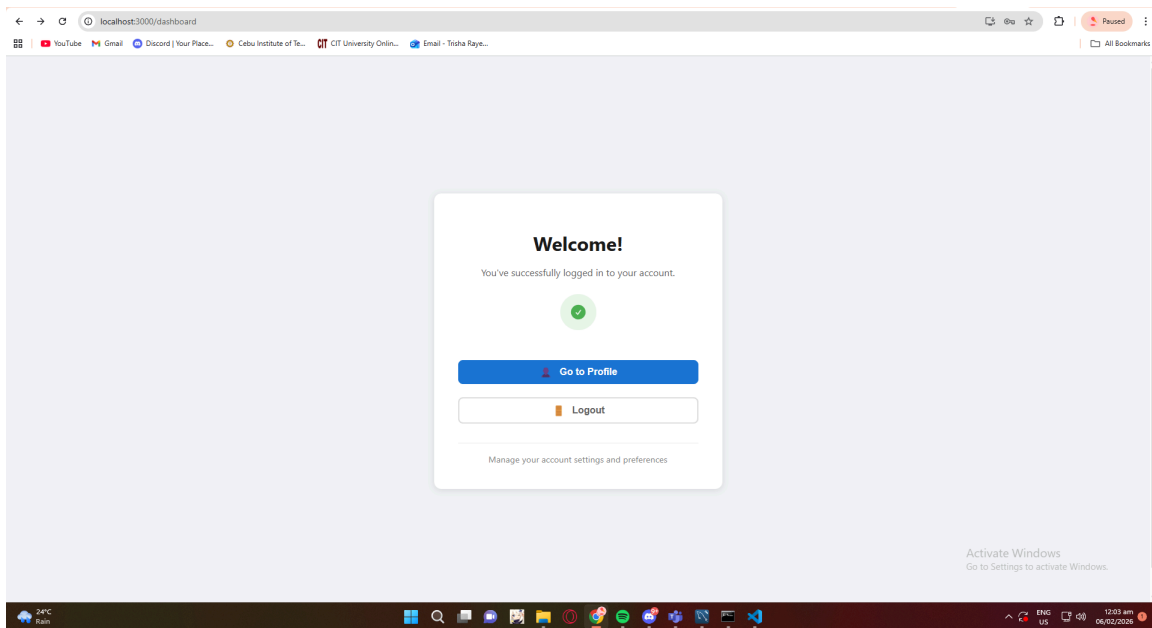 localhost:3000/dashboard
Paused
YouTube
Gmail
Discord | Your Place...
Cebu Institute of Te...
CIT University Onlin...
Email - Trisha Raye...
All Bookmarks
Welcome!
You've successfully logged in to your account.
Go to Profile
Logout
Manage your account settings and preferences
Activate Windows
Go to Settings to activate Windows.
24°C
Rain
ENG
US
12:03 am
06/02/2026